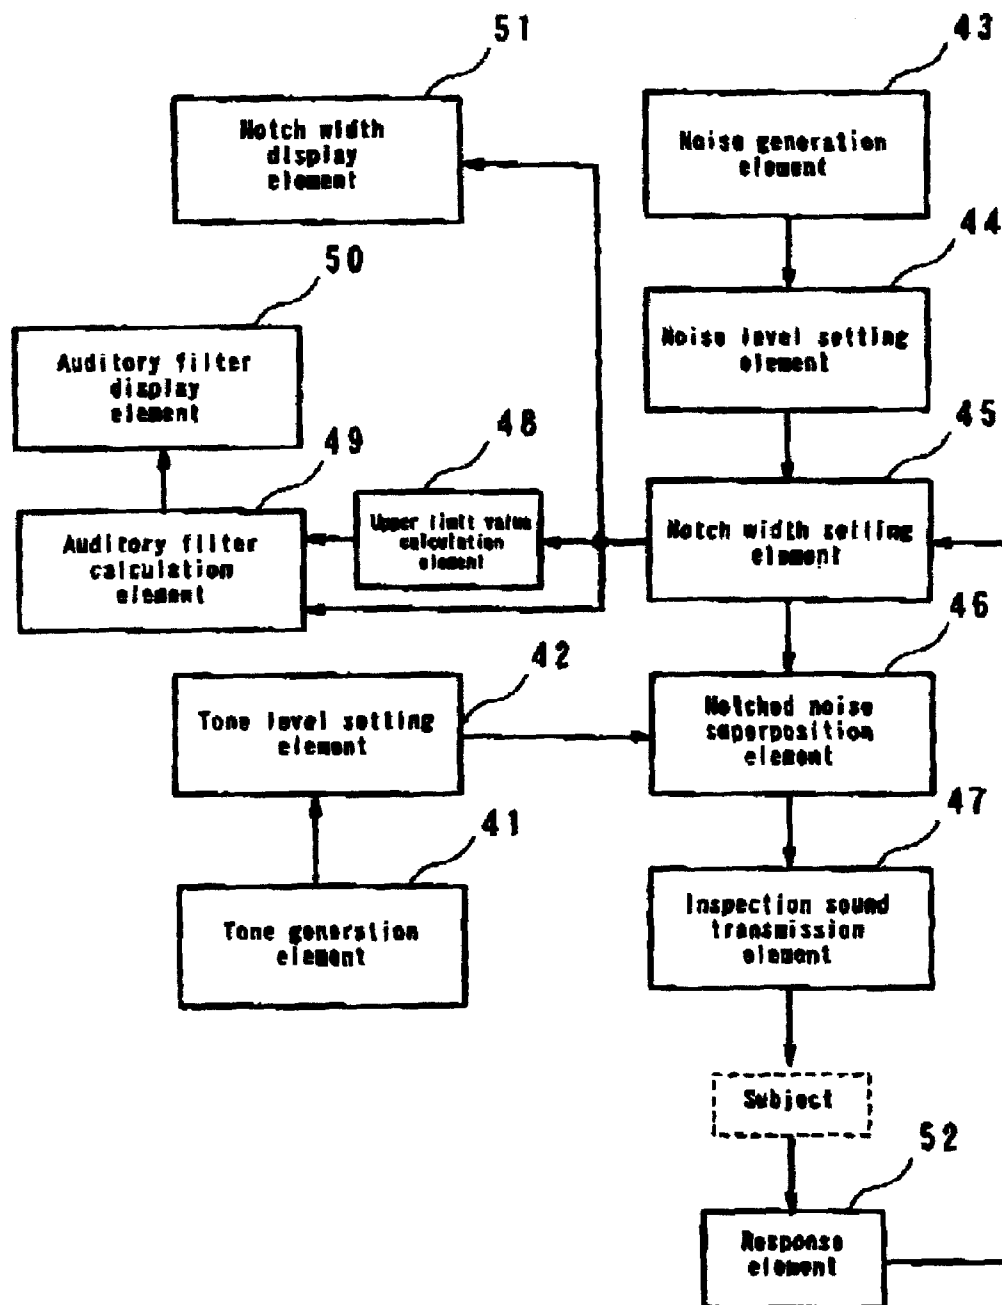 51
43
Notch width
display
element
Noise generation
element
50
44
Auditory filter
display
element
Noise level setting
element
49
48
45
Auditory filter
calculation
element
Upper limit value
calculation
element
Notch width setting
element
42
46
Tone level setting
element
Notched noise
superposition
element
41
47
Tone generation
element
Inspection sound
transmission
element
Subject
52
Response
element